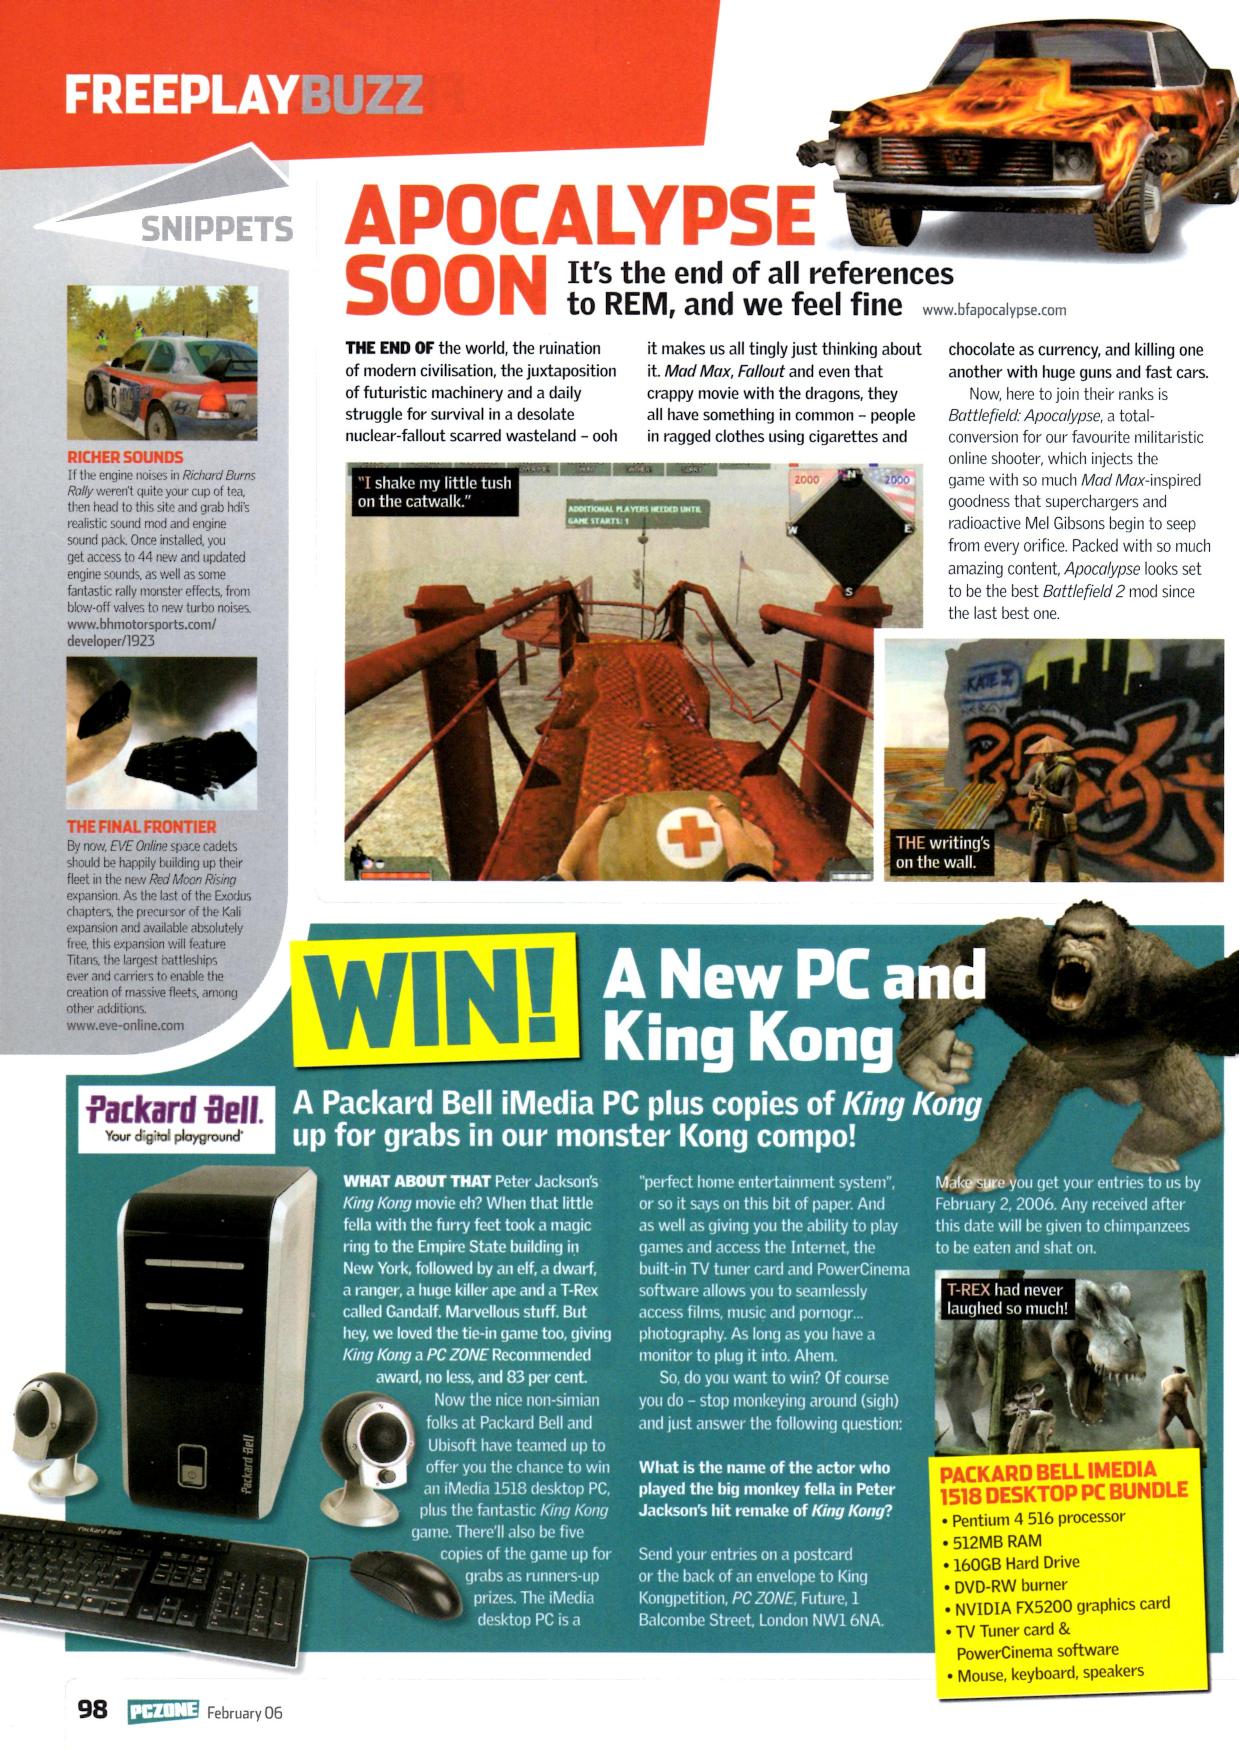 FREEPLAYBUZZ
SNIPPETS
RICHER SOUNDS
If the engine noises in Richard Burns
Rally weren't quite your cup of tea,
then head to this site and grab hdi's
realistic sound mod and engine
sound pack. Once installed, you
get access to 44 new and updated
engine sounds, as well as some
fantastic rally monster effects, from
blow-off valves to new turbo noises.
www.bhmotorsports.com/
developer/1923
THE FINAL FRONTIER
By now, EVE Online space cadets
should be happily building up their
fleet in the new Red Moon Rising
expansion. As the last of the Exodus
chapters, the precursor of the Kali
expansion and available absolutely
free, this expansion will feature
Titans, the largest battleships
ever and carriers to enable the
creation of massive fleets, among
other additions.
www.eve-online.com
APOCALYPSE
SOON
It's the end of all references
to REM, and we feel fine
www.bfapocalypse.com
THE END OF the world, the ruination
of modern civilisation, the juxtaposition
of futuristic machinery and a daily
struggle for survival in a desolate
nuclear-fallout scarred wasteland – ooh
it makes us all tingly just thinking about
it. Mad Max, Fallout and even that
crappy movie with the dragons, they
all have something in common – people
in ragged clothes using cigarettes and
chocolate as currency, and killing one
another with huge guns and fast cars.
Now, here to join their ranks is
Battlefield: Apocalypse, a total-
conversion for our favourite militaristic
online shooter, which injects the
game with so much Mad Max-inspired
goodness that superchargers and
radioactive Mel Gibsons begin to seep
from every orifice. Packed with so much
amazing content, Apocalypse looks set
to be the best Battlefield 2 mod since
the last best one.
"I shake my little tush
on the catwalk."
ADDITIONAL PLAYERS NEEDED UNTIL
GAME STARTS: 1
2000
2000
N
W
E
S
THE writing's
on the wall.
WIN!
A New PC and
King Kong
Packard Bell.
Your digital playground
A Packard Bell iMedia PC plus copies of King Kong
up for grabs in our monster Kong compo!
WHAT ABOUT THAT Peter Jackson's
King Kong movie eh? When that little
fella with the furry feet took a magic
ring to the Empire State building in
New York, followed by an elf, a dwarf,
a ranger, a huge killer ape and a T-Rex
called Gandalf. Marvellous stuff. But
hey, we loved the tie-in game too, giving
King Kong a PC ZONE Recommended
award, no less, and 83 per cent.
Now the nice non-simian
folks at Packard Bell and
Ubisoft have teamed up to
offer you the chance to win
an iMedia 1518 desktop PC,
plus the fantastic King Kong
game. There'll also be five
copies of the game up for
grabs as runners-up
prizes. The iMedia
desktop PC is a
"perfect home entertainment system",
or so it says on this bit of paper. And
as well as giving you the ability to play
games and access the Internet, the
built-in TV tuner card and PowerCinema
software allows you to seamlessly
access films, music and pornogr...
photography. As long as you have a
monitor to plug it into. Ahem.
So, do you want to win? Of course
you do – stop monkeying around (sigh)
and just answer the following question:
What is the name of the actor who
played the big monkey fella in Peter
Jackson's hit remake of King Kong?
Send your entries on a postcard
or the back of an envelope to King
Kongpetition, PC ZONE, Future, 1
Balcombe Street, London NW1 6NA.
Make sure you get your entries to us by
February 2, 2006. Any received after
this date will be given to chimpanzees
to be eaten and shat on.
T-REX had never
laughed so much!
PACKARD BELL IMEDIA
1518 DESKTOP PC BUNDLE
• Pentium 4 516 processor
• 512MB RAM
• 160GB Hard Drive
• DVD-RW burner
• NVIDIA FX5200 graphics card
• TV Tuner card &
PowerCinema software
• Mouse, keyboard, speakers
Packard Bell
Packard Bell
98 PCZONE February 06